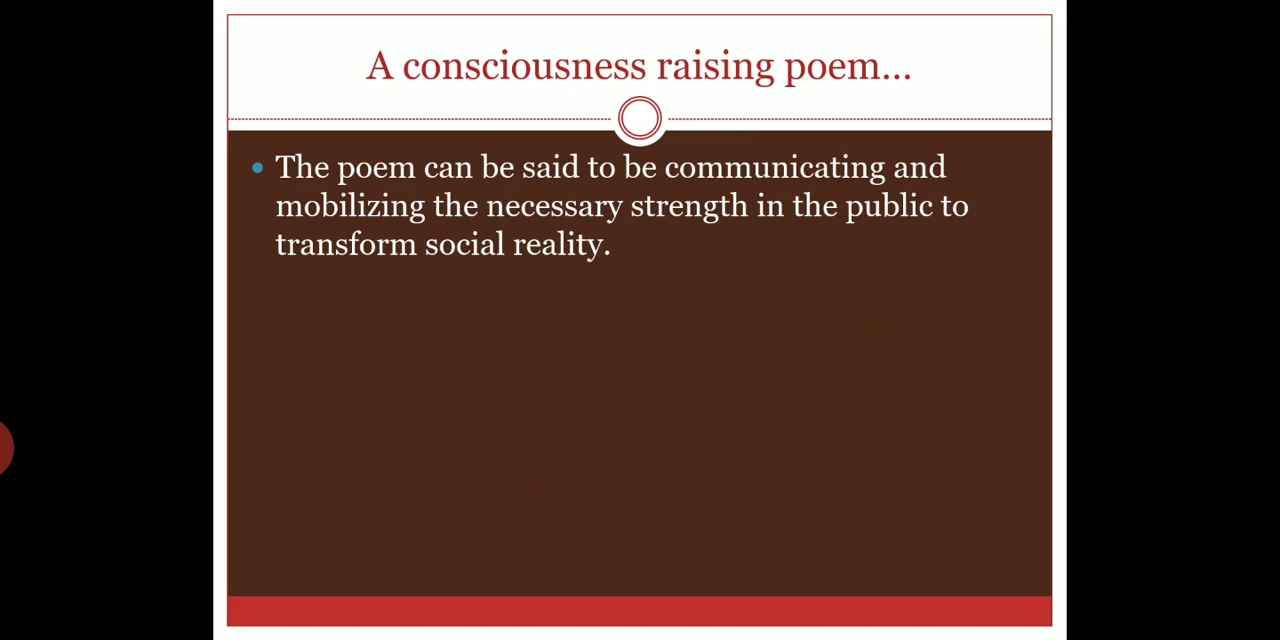 A consciousness raising poem...
• The poem can be said to be communicating and
mobilizing the necessary strength in the public to
transform social reality.